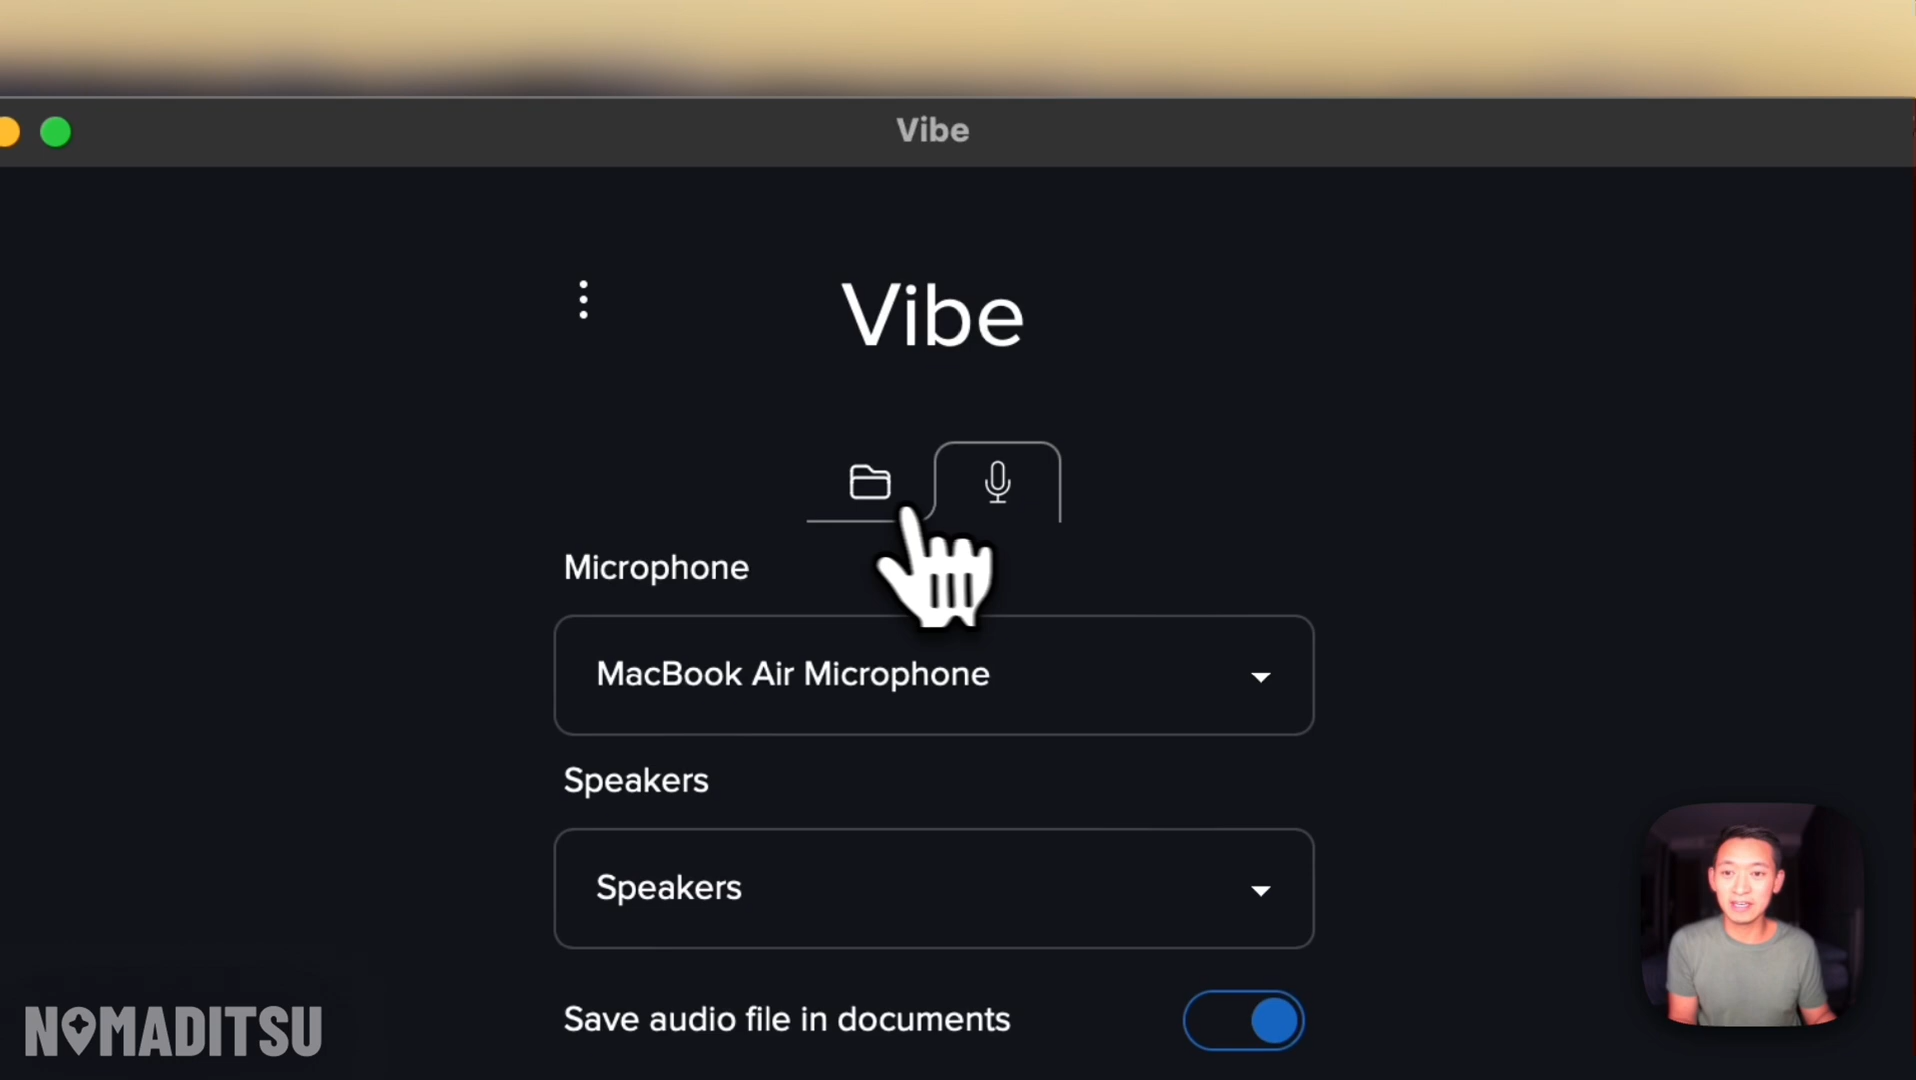 Vibe
Vibe
Microphone
MacBook Air Microphone
Speakers
Speakers
Save audio file in documents
NOMADITSU